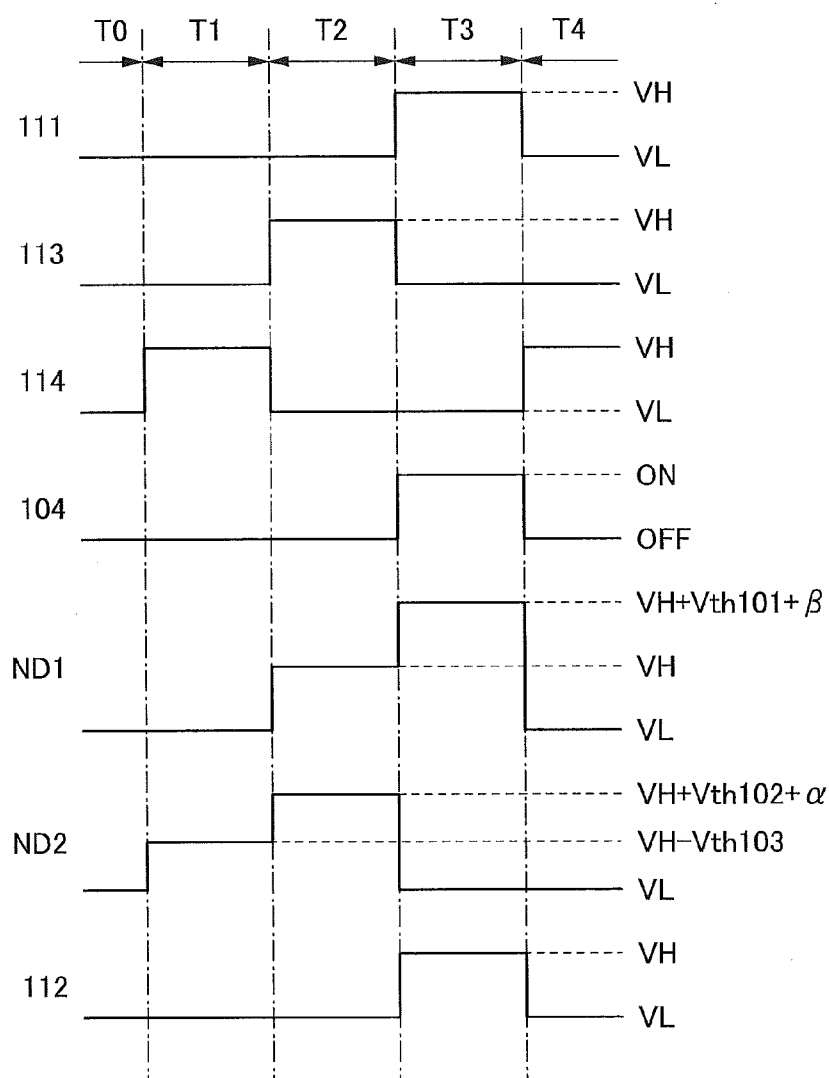 T0 T1 T2 T3 T4
111 VH
VL
113 VH
VL
114 VH
VL
104 ON
OFF
ND1 VH+Vth101+β
VH
VL
ND2 VH+Vth102+α
VH−Vth103
VL
112 VH
VL